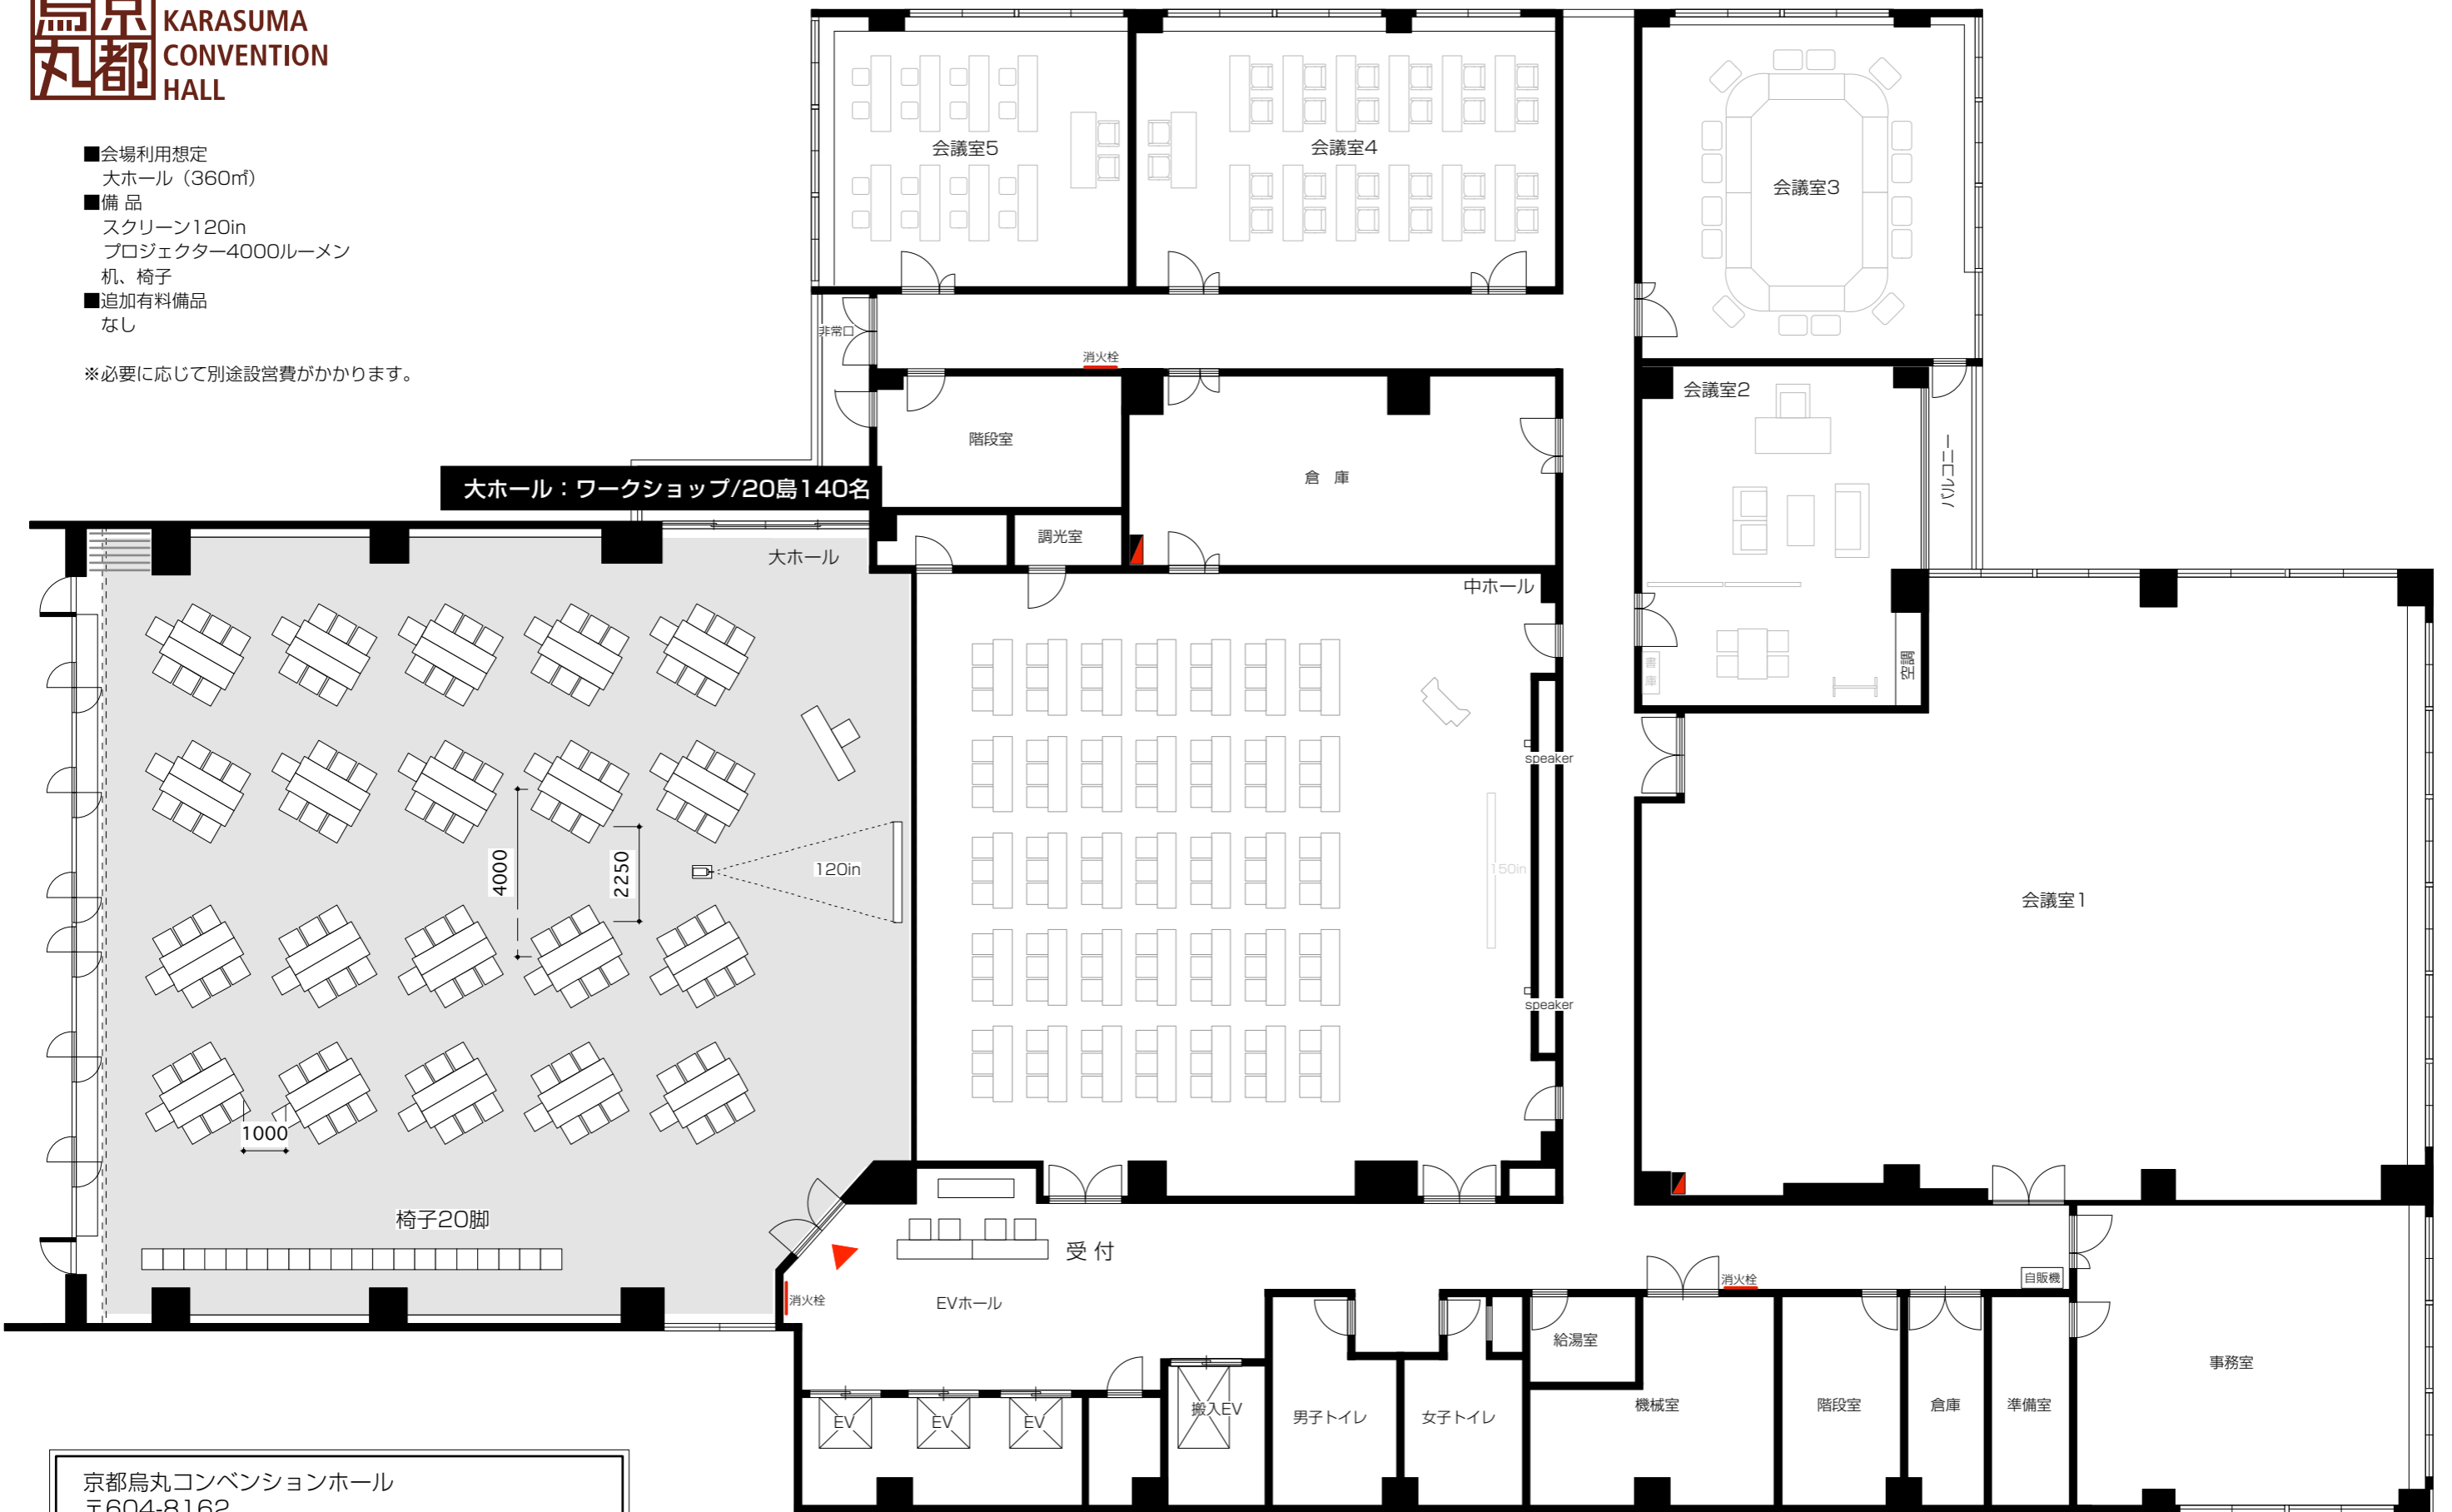 烏京
丸都
KARASUMA
CONVENTION
HALL
■会場利用想定
大ホール（360㎡）
■備 品
スクリーン120in
プロジェクター4000ルーメン
机、椅子
■追加有料備品
なし
※必要に応じて別途設営費がかかります。
会議室5
会議室4
会議室3
非常口
消火栓
会議室2
階段室
倉 庫
バルコニー
大ホール：ワークショップ/20島140名
調光室
大ホール
中ホール
書庫
空調
speaker
4000
2250
120in
150in
会議室1
speaker
1000
椅子20脚
受 付
消火栓
EVホール
消火栓
自販機
給湯室
事務室
EV
EV
EV
搬入EV
男子トイレ
女子トイレ
機械室
階段室
倉庫
準備室
京都烏丸コンベンションホール
〒604-8162